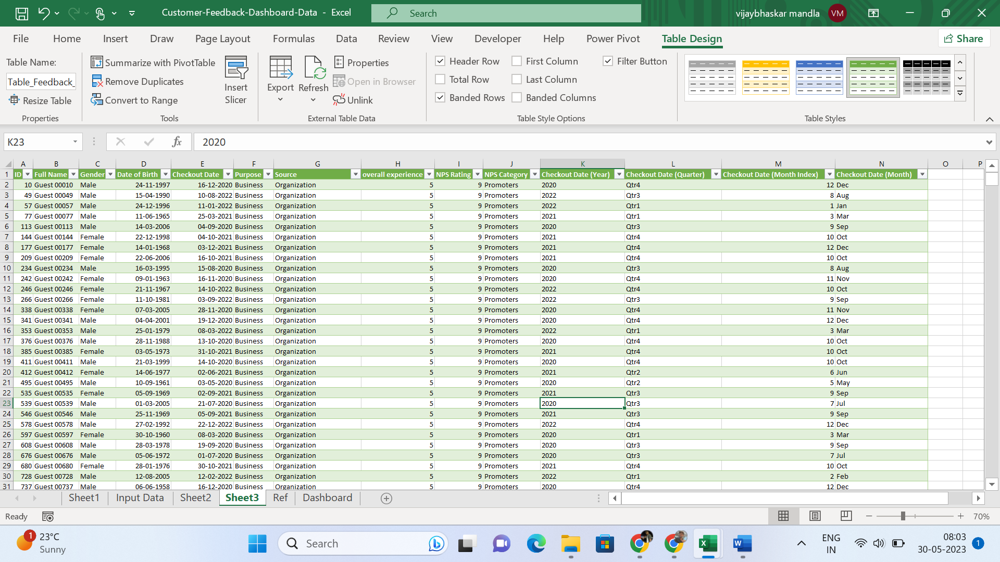 Customer-Feedback-Dashboard-Data - Excel
Search
vijaybhaskar mandla VM
File Home Insert Draw Page Layout Formulas Data Review View Developer Help Power Pivot Table Design Share
Table Name:
Table_Feedback_
Resize Table
Properties
Summarize with PivotTable
Remove Duplicates
Convert to Range
Tools
Insert Slicer
Export
Refresh
Properties
Open in Browser
Unlink
External Table Data
Header Row First Column Filter Button
Total Row Last Column
Banded Rows Banded Columns
Table Style Options
Table Styles
K23 fx 2020
A B C D E F G H I J K L M N O P
1 ID Full Name Gender Date of Birth Checkout Date Purpose Source overall experience NPS Rating NPS Category Checkout Date (Year) Checkout Date (Quarter) Checkout Date (Month Index) Checkout Date (Month)
2 10 Guest 00010 Male 24-11-1997 16-12-2020 Business Organization 5 9 Promoters 2020 Qtr4 12 Dec
3 49 Guest 00049 Male 15-04-1990 10-08-2022 Business Organization 5 9 Promoters 2022 Qtr3 8 Aug
4 57 Guest 00057 Male 24-12-1996 11-01-2022 Business Organization 5 9 Promoters 2022 Qtr1 1 Jan
5 77 Guest 00077 Male 11-06-1965 25-03-2021 Business Organization 5 9 Promoters 2021 Qtr1 3 Mar
6 113 Guest 00113 Male 14-03-2006 04-09-2020 Business Organization 5 9 Promoters 2020 Qtr3 9 Sep
7 144 Guest 00144 Female 22-12-1998 04-10-2021 Business Organization 5 9 Promoters 2021 Qtr4 10 Oct
8 177 Guest 00177 Female 14-01-1968 03-12-2021 Business Organization 5 9 Promoters 2021 Qtr4 12 Dec
9 209 Guest 00209 Female 22-06-2006 16-10-2021 Business Organization 5 9 Promoters 2021 Qtr4 10 Oct
10 234 Guest 00234 Male 16-03-1995 15-08-2020 Business Organization 5 9 Promoters 2020 Qtr3 8 Aug
11 242 Guest 00242 Female 09-01-1963 16-11-2020 Business Organization 5 9 Promoters 2020 Qtr4 11 Nov
12 246 Guest 00246 Female 21-11-1967 14-10-2022 Business Organization 5 9 Promoters 2022 Qtr4 10 Oct
13 266 Guest 00266 Female 11-10-1981 03-09-2022 Business Organization 5 9 Promoters 2022 Qtr3 9 Sep
14 338 Guest 00338 Female 07-03-2005 28-11-2020 Business Organization 5 9 Promoters 2020 Qtr4 11 Nov
15 341 Guest 00341 Male 04-04-2001 19-12-2020 Business Organization 5 9 Promoters 2020 Qtr4 12 Dec
16 353 Guest 00353 Male 25-01-1979 08-03-2022 Business Organization 5 9 Promoters 2022 Qtr1 3 Mar
17 376 Guest 00376 Male 28-11-1988 13-10-2020 Business Organization 5 9 Promoters 2020 Qtr4 10 Oct
18 385 Guest 00385 Female 03-05-1973 31-10-2021 Business Organization 5 9 Promoters 2021 Qtr4 10 Oct
19 411 Guest 00411 Male 21-03-1999 14-10-2020 Business Organization 5 9 Promoters 2020 Qtr4 10 Oct
20 412 Guest 00412 Female 14-06-1977 02-06-2021 Business Organization 5 9 Promoters 2021 Qtr2 6 Jun
21 495 Guest 00495 Male 10-09-1961 03-05-2020 Business Organization 5 9 Promoters 2020 Qtr2 5 May
22 535 Guest 00535 Female 05-09-1969 02-09-2021 Business Organization 5 9 Promoters 2021 Qtr3 9 Sep
23 539 Guest 00539 Male 01-03-2005 21-07-2020 Business Organization 5 9 Promoters 2020 Qtr3 7 Jul
24 546 Guest 00546 Male 25-11-1969 05-09-2021 Business Organization 5 9 Promoters 2021 Qtr3 9 Sep
25 578 Guest 00578 Male 27-02-1992 22-12-2022 Business Organization 5 9 Promoters 2022 Qtr4 12 Dec
26 597 Guest 00597 Female 30-10-1960 08-03-2020 Business Organization 5 9 Promoters 2020 Qtr1 3 Mar
27 608 Guest 00608 Male 28-03-1978 19-09-2020 Business Organization 5 9 Promoters 2020 Qtr3 9 Sep
28 676 Guest 00676 Male 05-06-1972 01-07-2020 Business Organization 5 9 Promoters 2020 Qtr3 7 Jul
29 680 Guest 00680 Female 28-01-1976 30-10-2021 Business Organization 5 9 Promoters 2021 Qtr4 10 Oct
30 728 Guest 00728 Male 12-08-2005 12-02-2022 Business Organization 5 9 Promoters 2022 Qtr1 2 Feb
31 737 Guest 00737 Male 06-06-1958 16-12-2020 Business Organization 5 9 Promoters 2020 Qtr4 12 Dec
Sheet1 Input Data Sheet2 Sheet3 Ref Dashboard
Ready 70%
1 23°C
Sunny
Search
ENG
IN
08:03
30-05-2023
1